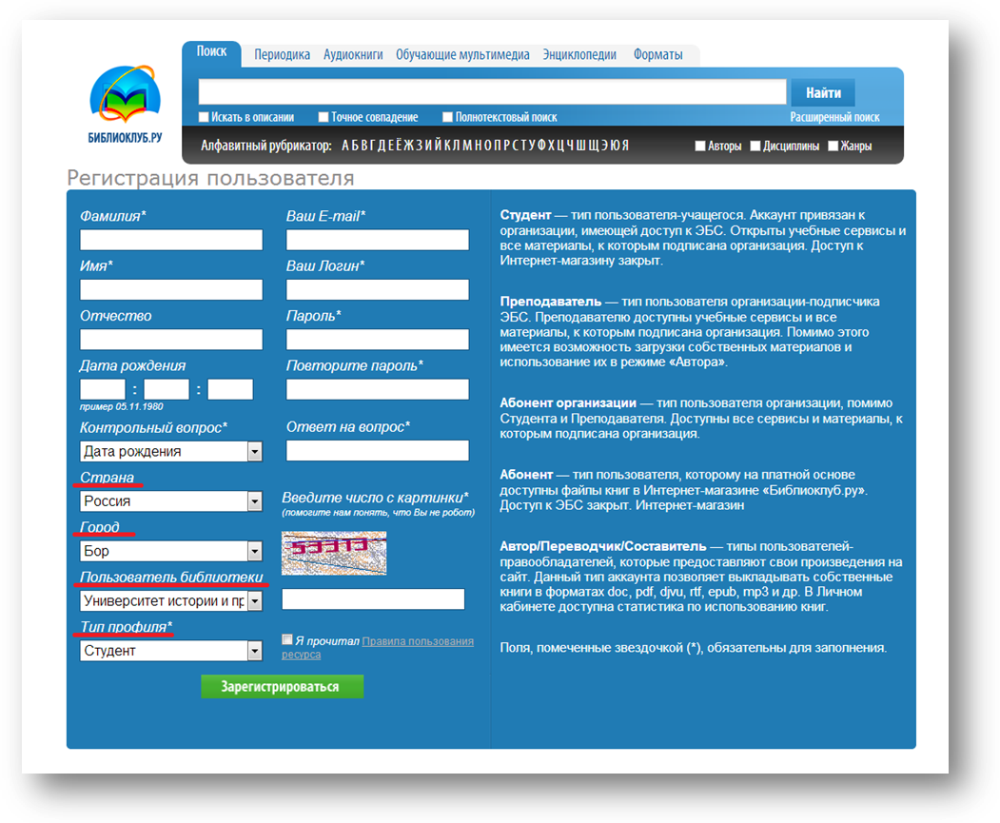 Поиск
Периодика Аудиокниги Обучающие мультимедиа Энциклопедии Форматы
Найти
Искать в описании Точное совпадение Полнотекстовый поиск Расширенный поиск
БИБЛИОКЛУБ.РУ
Алфавитный рубрикатор: А Б В Г Д Е Ё Ж З И Й К Л М Н О П Р С Т У Ф Х Ц Ч Ш Щ Э Ю Я Авторы Дисциплины Жанры
Регистрация пользователя
Фамилия*
Имя*
Отчество
Дата рождения
: :
пример 05.11.1980
Контрольный вопрос*
Дата рождения
Страна
Россия
Город
Бор
Пользователь библиотеки
Университет истории и пр
Тип профиля*
Студент
Ваш E-mail*
Ваш Логин*
Пароль*
Повторите пароль*
Ответ на вопрос*
Введите число с картинки*
(помогите нам понять, что Вы не робот)
53373
Я прочитал Правила пользования
ресурса
Зарегистрироваться
Студент — тип пользователя-учащегося. Аккаунт привязан к
организации, имеющей доступ к ЭБС. Открыты учебные сервисы и
все материалы, к которым подписана организация. Доступ к
Интернет-магазину закрыт.
Преподаватель — тип пользователя организации-подписчика
ЭБС. Преподавателю доступны учебные сервисы и все
материалы, к которым подписана организация. Помимо этого
имеется возможность загрузки собственных материалов и
использование их в режиме «Автора».
Абонент организации — тип пользователя организации, помимо
Студента и Преподавателя. Доступны все сервисы и материалы, к
которым подписана организация.
Абонент — тип пользователя, которому на платной основе
доступны файлы книг в Интернет-магазине «Библиоклуб.ру».
Доступ к ЭБС закрыт. Интернет-магазин
Автор/Переводчик/Составитель — типы пользователей-
правообладателей, которые предоставляют свои произведения на
сайт. Данный тип аккаунта позволяет выкладывать собственные
книги в форматах doc, pdf, djvu, rtf, epub, mp3 и др. В Личном
кабинете доступна статистика по использованию книг.
Поля, помеченные звездочкой (*), обязательны для заполнения.